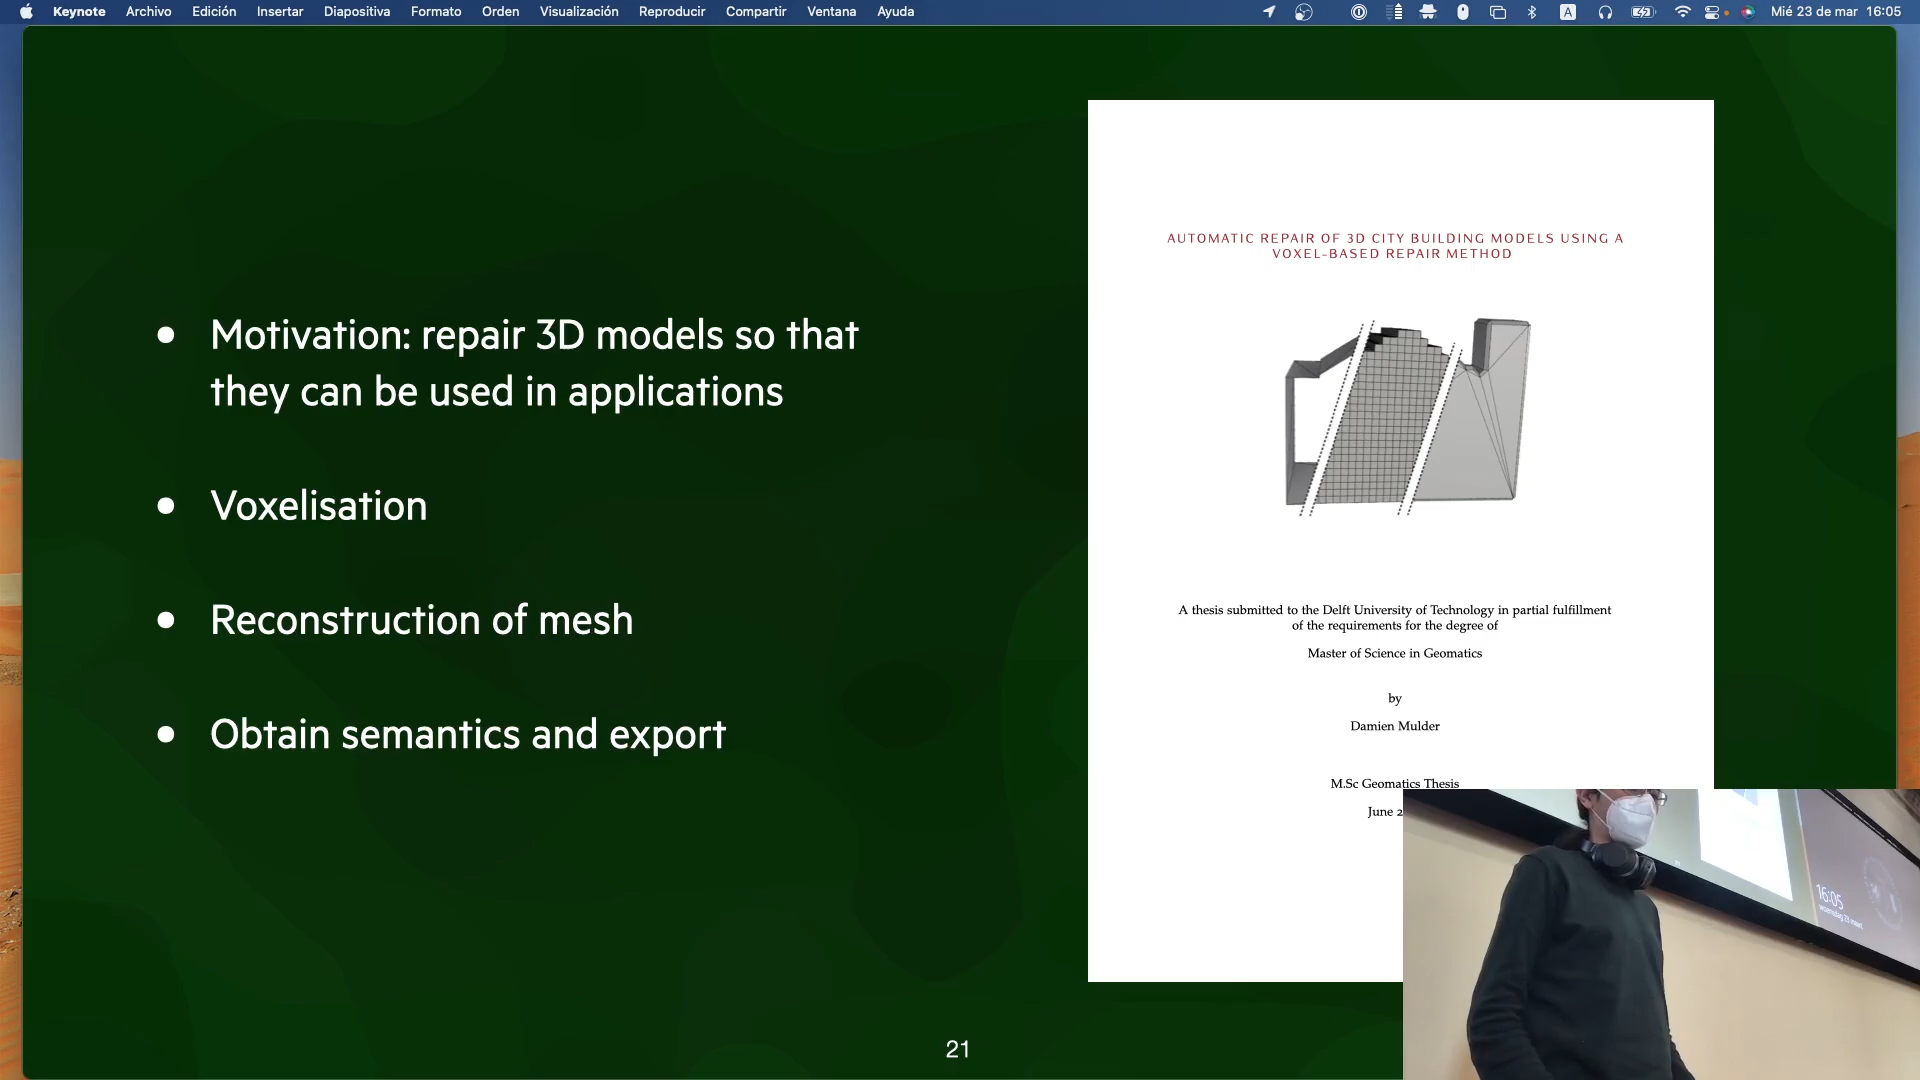 Keynote Archivo Edición Insertar Diapositiva Formato Orden Visualización Reproducir Compartir Ventana Ayuda A Mié 23 de mar 16:05
• Motivation: repair 3D models so that
they can be used in applications
• Voxelisation
• Reconstruction of mesh
• Obtain semantics and export
AUTOMATIC REPAIR OF 3D CITY BUILDING MODELS USING A
VOXEL-BASED REPAIR METHOD
A thesis submitted to the Delft University of Technology in partial fulfillment
of the requirements for the degree of
Master of Science in Geomatics
by
Damien Mulder
M.Sc Geomatics Thesis
June 2
16:05
woensdag 23 maart
21